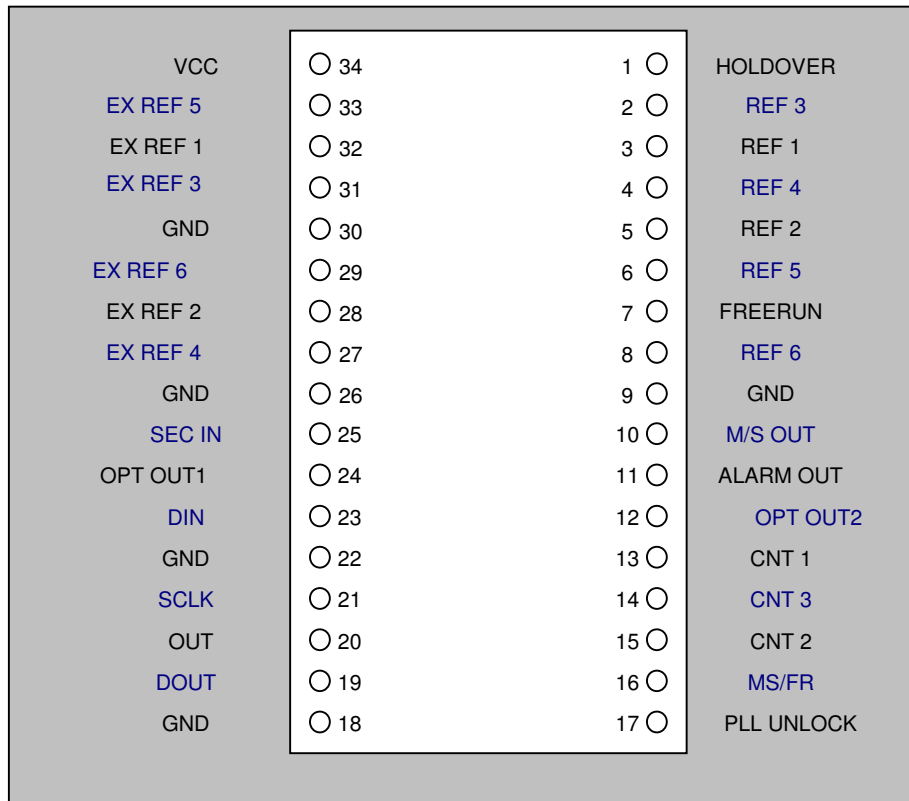 VCC 34 1 HOLDOVER
EX REF 5 33 2 REF 3
EX REF 1 32 3 REF 1
EX REF 3 31 4 REF 4
GND 30 5 REF 2
EX REF 6 29 6 REF 5
EX REF 2 28 7 FREERUN
EX REF 4 27 8 REF 6
GND 26 9 GND
SEC IN 25 10 M/S OUT
OPT OUT1 24 11 ALARM OUT
DIN 23 12 OPT OUT2
GND 22 13 CNT 1
SCLK 21 14 CNT 3
OUT 20 15 CNT 2
DOUT 19 16 MS/FR
GND 18 17 PLL UNLOCK